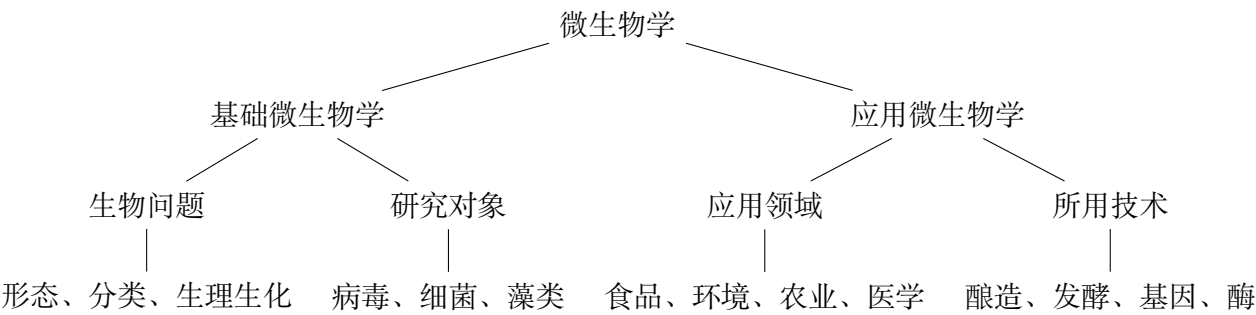 微生物学
基础微生物学 应用微生物学
生物问题 研究对象 应用领域 所用技术
形态、分类、生理生化 病毒、细菌、藻类 食品、环境、农业、医学 酿造、发酵、基因、酶